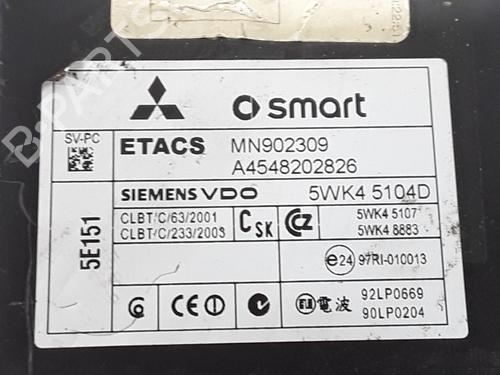 smart
SV-PC
ETACS MN902309
A4548202826
SIEMENS VDO 5WK4 5104D
5E151
CLBT/C/63/2001
CLBT/C/233/2003
CSK
CZ
5WK4 5107
5WK4 8883
e24 97RI-010013
CE
電波
92LP0669
90LP0204